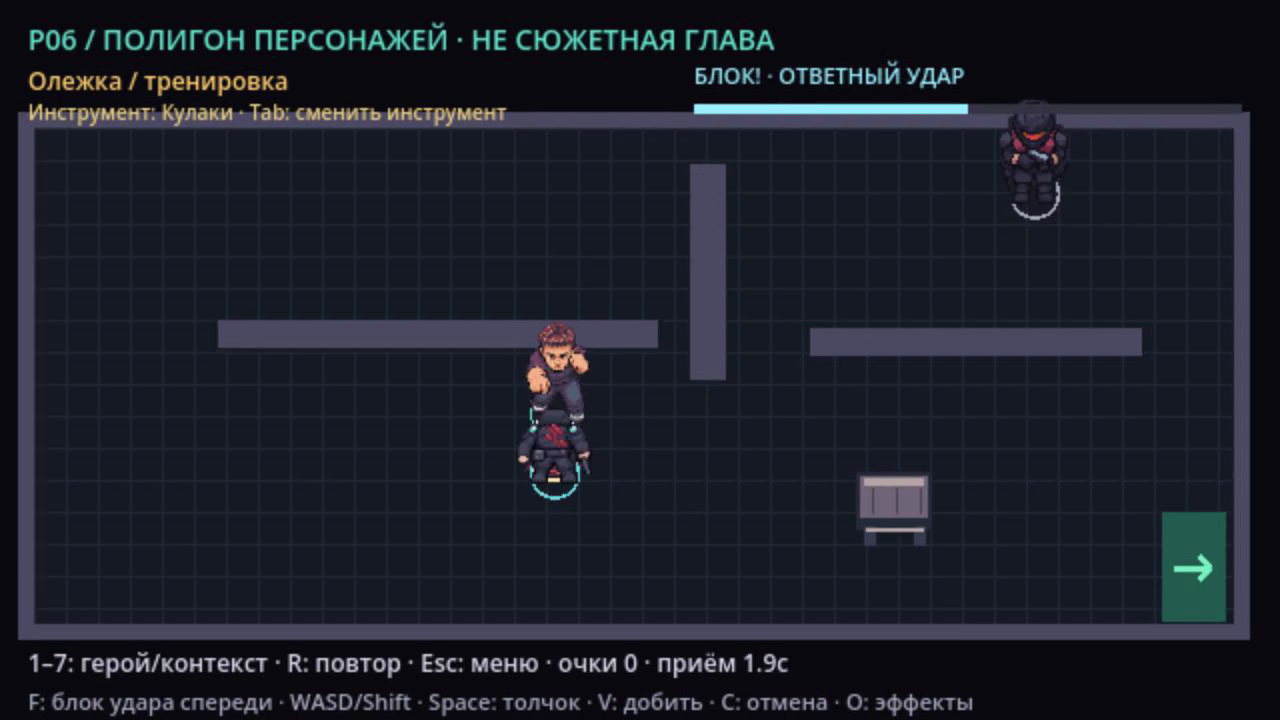 P06 / ПОЛИГОН ПЕРСОНАЖЕЙ · НЕ СЮЖЕТНАЯ ГЛАВА
Олежка / тренировка
БЛОК! · ОТВЕТНЫЙ УДАР
Инструмент: Кулаки · Tab: сменить инструмент
→
1–7: герой/контекст · R: повтор · Esc: меню · очки 0 · приём 1.9с
F: блок удара спереди · WASD/Shift · Space: толчок · V: добить · C: отмена · O: эффекты